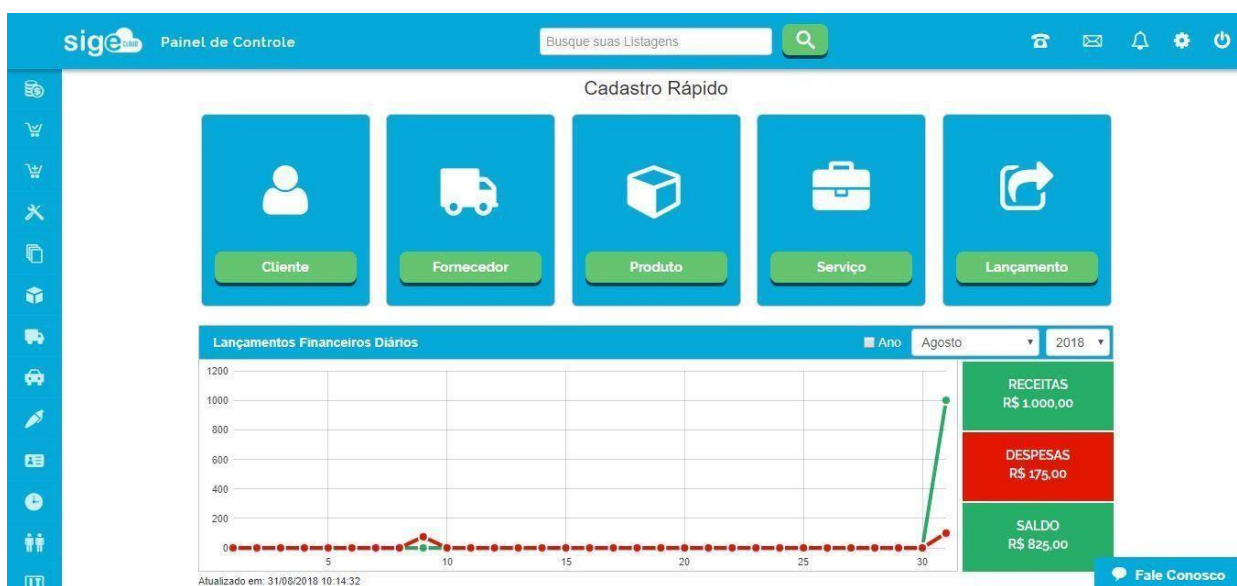 sige CLOUD Painel de Controle Busque suas Listagens
Cadastro Rápido
Cliente Fornecedor Produto Serviço Lançamento
Lançamentos Financeiros Diários Ano Agosto 2018
1200
1000
800
600
400
200
0
5 10 15 20 25 30
RECEITAS
R$ 1.000,00
DESPESAS
R$ 175,00
SALDO
R$ 825,00
Atualizado em: 31/08/2018 10:14:32
Fale Conosco